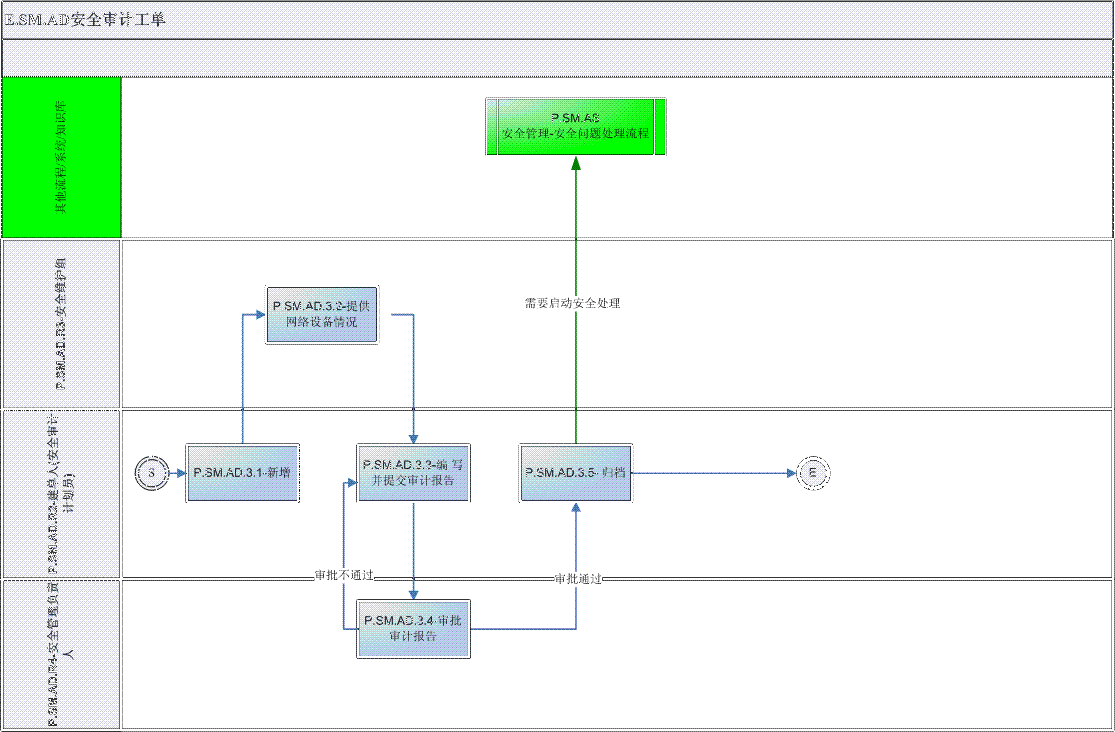 E.SM.AD安全审计工单
其他流程/系统/知识库
P.SM.A3
安全管理-安全问题处理流程
P.SM.AD.R3-安全维护组
P.SM.AD.3.2-提供
网络设备情况
需要启动安全处理
P.SM.AD.R2-建单人(安全审计
计划员)
S
P.SM.AD.3.1-新增
P.SM.AD.3.3-编 写
并提交审计报告
P.SM.AD.3.5- 归档
E
审批不通过
审批通过
P.SM.AD.R4-安全管理负责
人
P.SM.AD.3.4-审批
审计报告